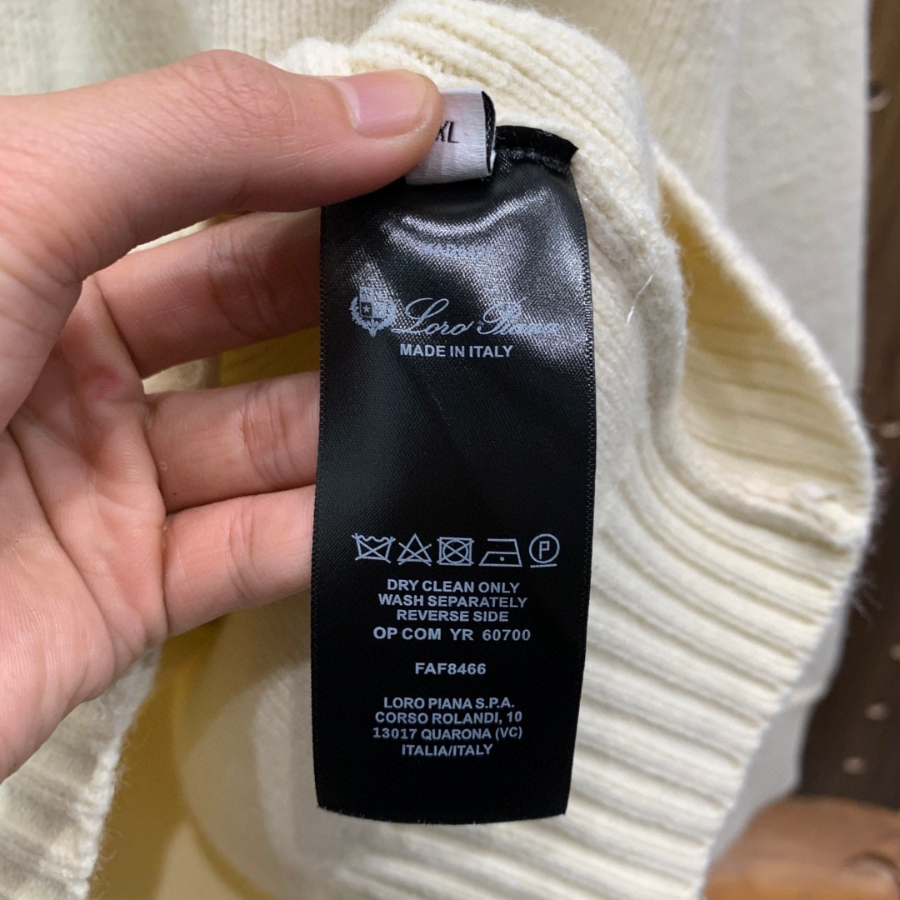 XL
Loro Piana
MADE IN ITALY
P
DRY CLEAN ONLY
WASH SEPARATELY
REVERSE SIDE
OP COM YR 60700
FAF8466
LORO PIANA S.P.A.
CORSO ROLANDI, 10
13017 QUARONA (VC)
ITALIA/ITALY